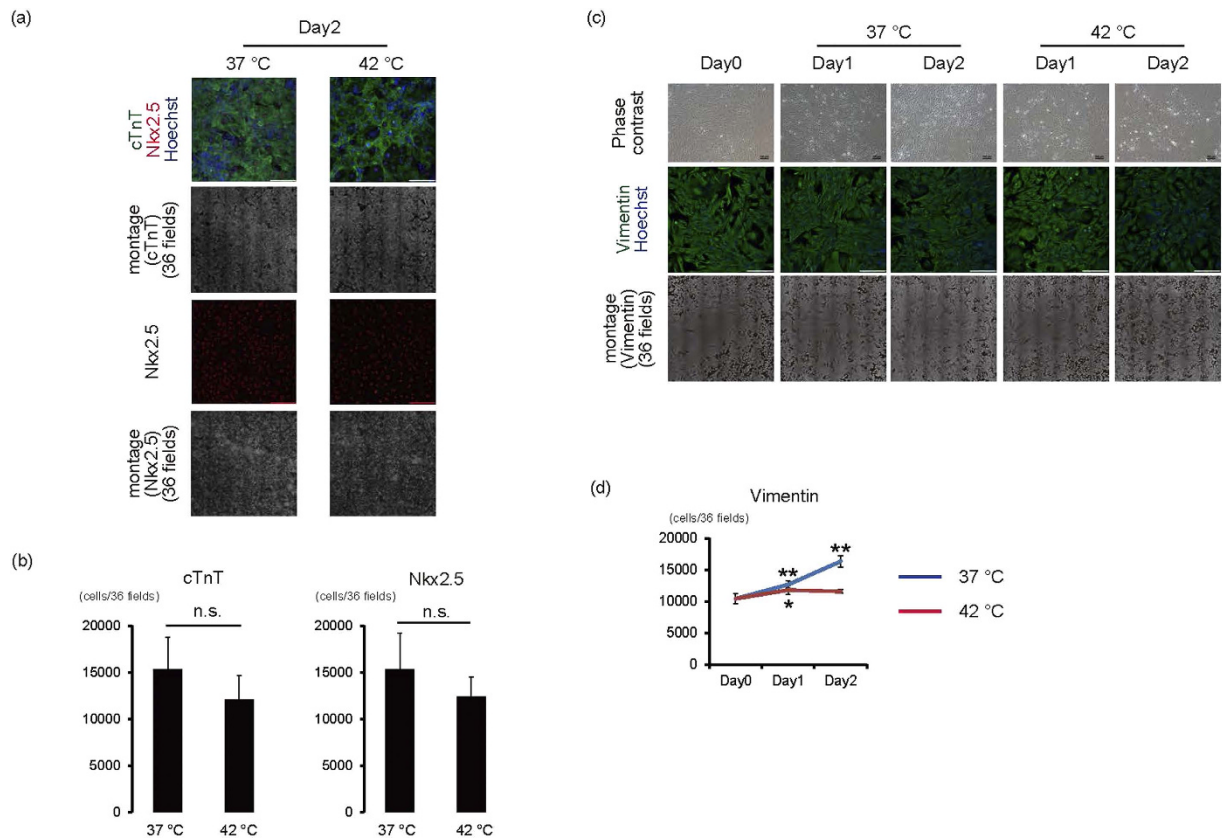 (a)
Day2
37 °C
42 °C
cTnT
Nkx2.5
Hoechst
montage
(cTnT)
(36 fields)
Nkx2.5
montage
(Nkx2.5)
(36 fields)
(b)
cTnT
(cells/36 fields)
n.s.
20000
15000
10000
5000
0
37 °C
42 °C
Nkx2.5
(cells/36 fields)
n.s.
20000
15000
10000
5000
0
37 °C
42 °C
(c)
37 °C
42 °C
Day0
Day1
Day2
Day1
Day2
Phase
contrast
Vimentin
Hoechst
montage
(Vimentin)
(36 fields)
(d)
Vimentin
(cells/36 fields)
20000
15000
10000
5000
0
**
**
*
Day0
Day1
Day2
37 °C
42 °C